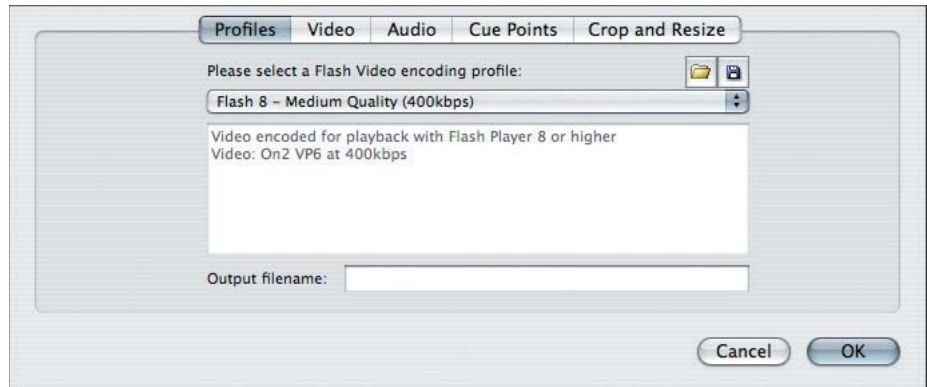 Profiles Video Audio Cue Points Crop and Resize
Please select a Flash Video encoding profile:
Flash 8 – Medium Quality (400kbps)
Video encoded for playback with Flash Player 8 or higher
Video: On2 VP6 at 400kbps
Output filename:
Cancel OK